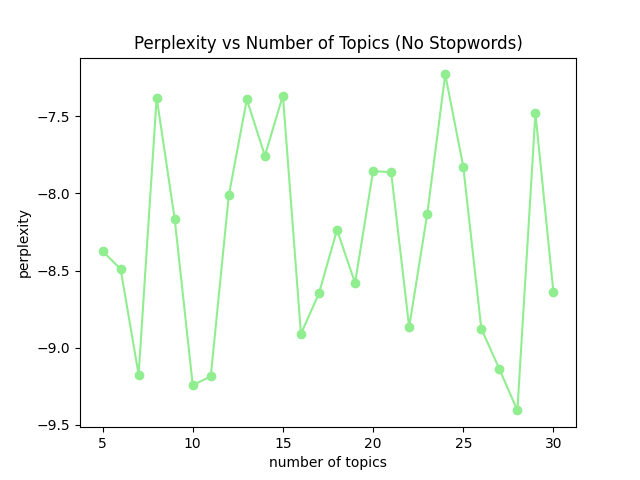 Perplexity vs Number of Topics (No Stopwords)
perplexity
−7.5
−8.0
−8.5
−9.0
−9.5
5 10 15 20 25 30
number of topics